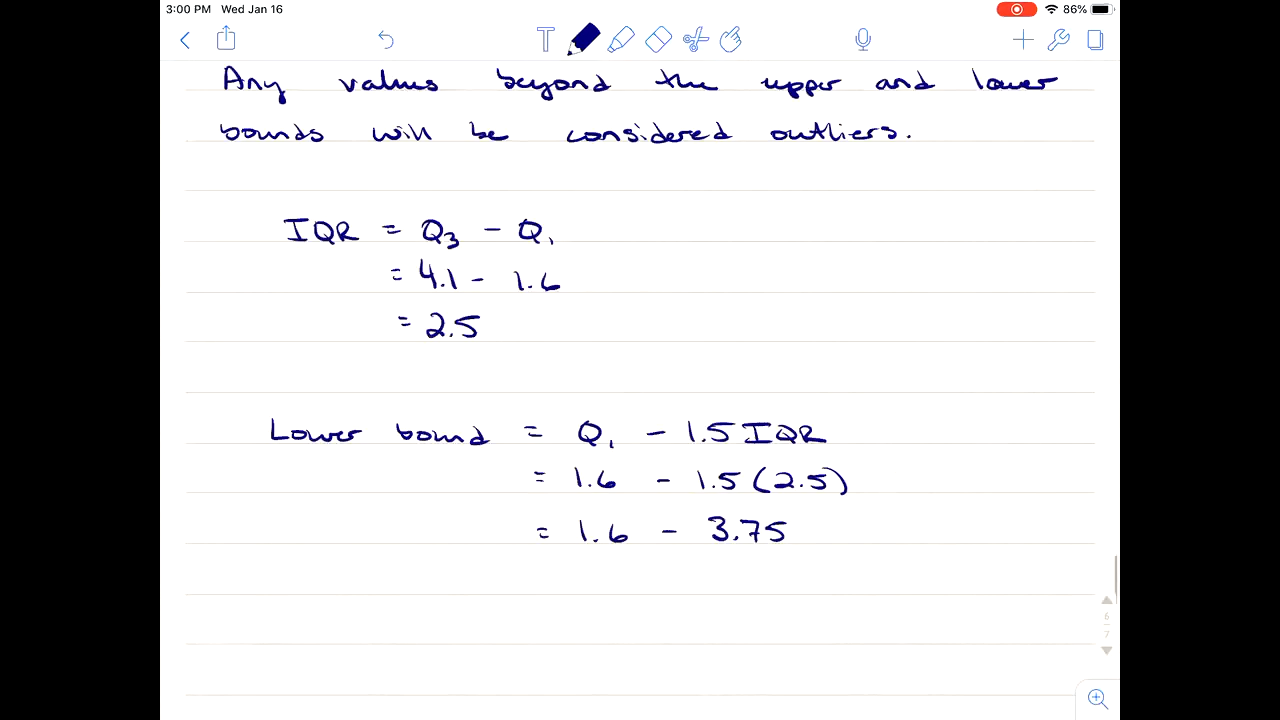 3:00 PM Wed Jan 16
86%
T
Any values beyond the upper and lower
bounds will be considered outliers.
IQR = Q₃ - Q₁
= 4.1 - 1.6
= 2.5
Lower bound = Q₁ - 1.5 IQR
= 1.6 - 1.5 (2.5)
= 1.6 - 3.75
6
7